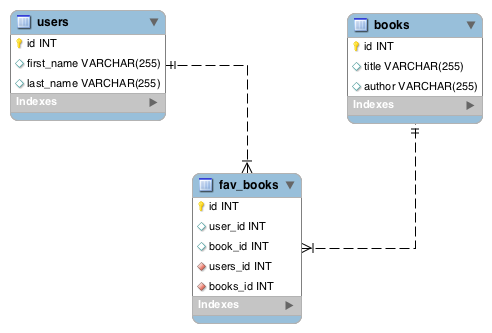 users
id INT
first_name VARCHAR(255)
last_name VARCHAR(255)
Indexes
books
id INT
title VARCHAR(255)
author VARCHAR(255)
Indexes
fav_books
id INT
user_id INT
book_id INT
users_id INT
books_id INT
Indexes